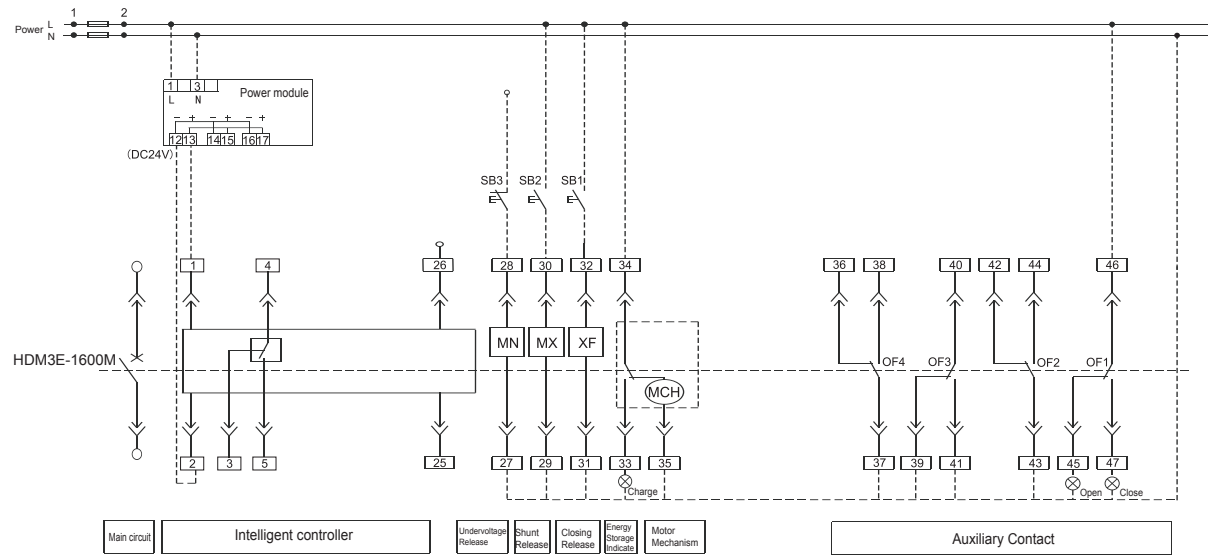 1 2
Power L
N
1 3
L N
Power module
- + - + - +
12 13 14 15 16 17
(DC24V)
SB3 SB2 SB1
1 4 26 28 30 32 34 36 38 40 42 44 46
MN MX XF
HDM3E-1600M
OF4 OF3 OF2 OF1
MCH
2 3 5 25 27 29 31 33 35 37 39 41 43 45 47
Charge
Open Close
Main circuit
Intelligent controller
Undervoltage
Release
Shunt
Release
Closing
Release
Energy
Storage
Indicate
Motor
Mechanism
Auxiliary Contact